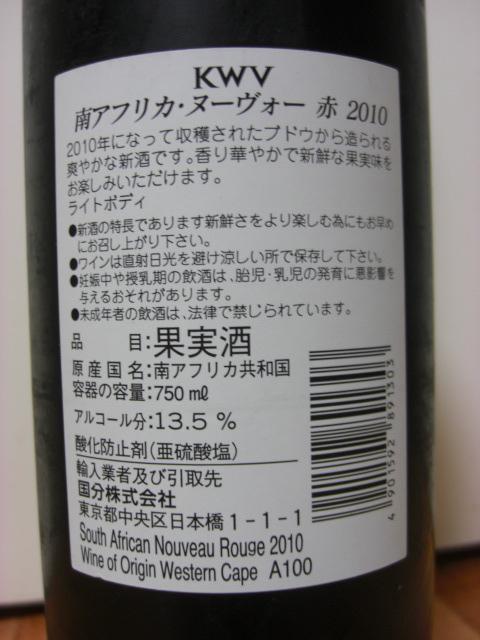 KWV
南アフリカ・ヌーヴォー 赤 2010
2010年になって収穫されたブドウから造られる
爽やかな新酒です。香り華やかで新鮮な果実味を
お楽しみいただけます。
ライトボディ
●新酒の特長であります新鮮さをより楽しむ為にもお早め
にお召し上がり下さい。
●ワインは直射日光を避け涼しい所で保存して下さい。
●妊娠中や授乳期の飲酒は、胎児・乳児の発育に悪影響を
与えるおそれがあります。
●未成年者の飲酒は、法律で禁じられています。
品 目:果実酒
原産国名:南アフリカ共和国
容器の容量:750㎖
アルコール分:13.5 %
酸化防止剤(亜硫酸塩)
輸入業者及び引取先
国分株式会社
東京都中央区日本橋1-1-1
South African Nouveau Rouge 2010
Wine of Origin Western Cape A100
4 901592 891303